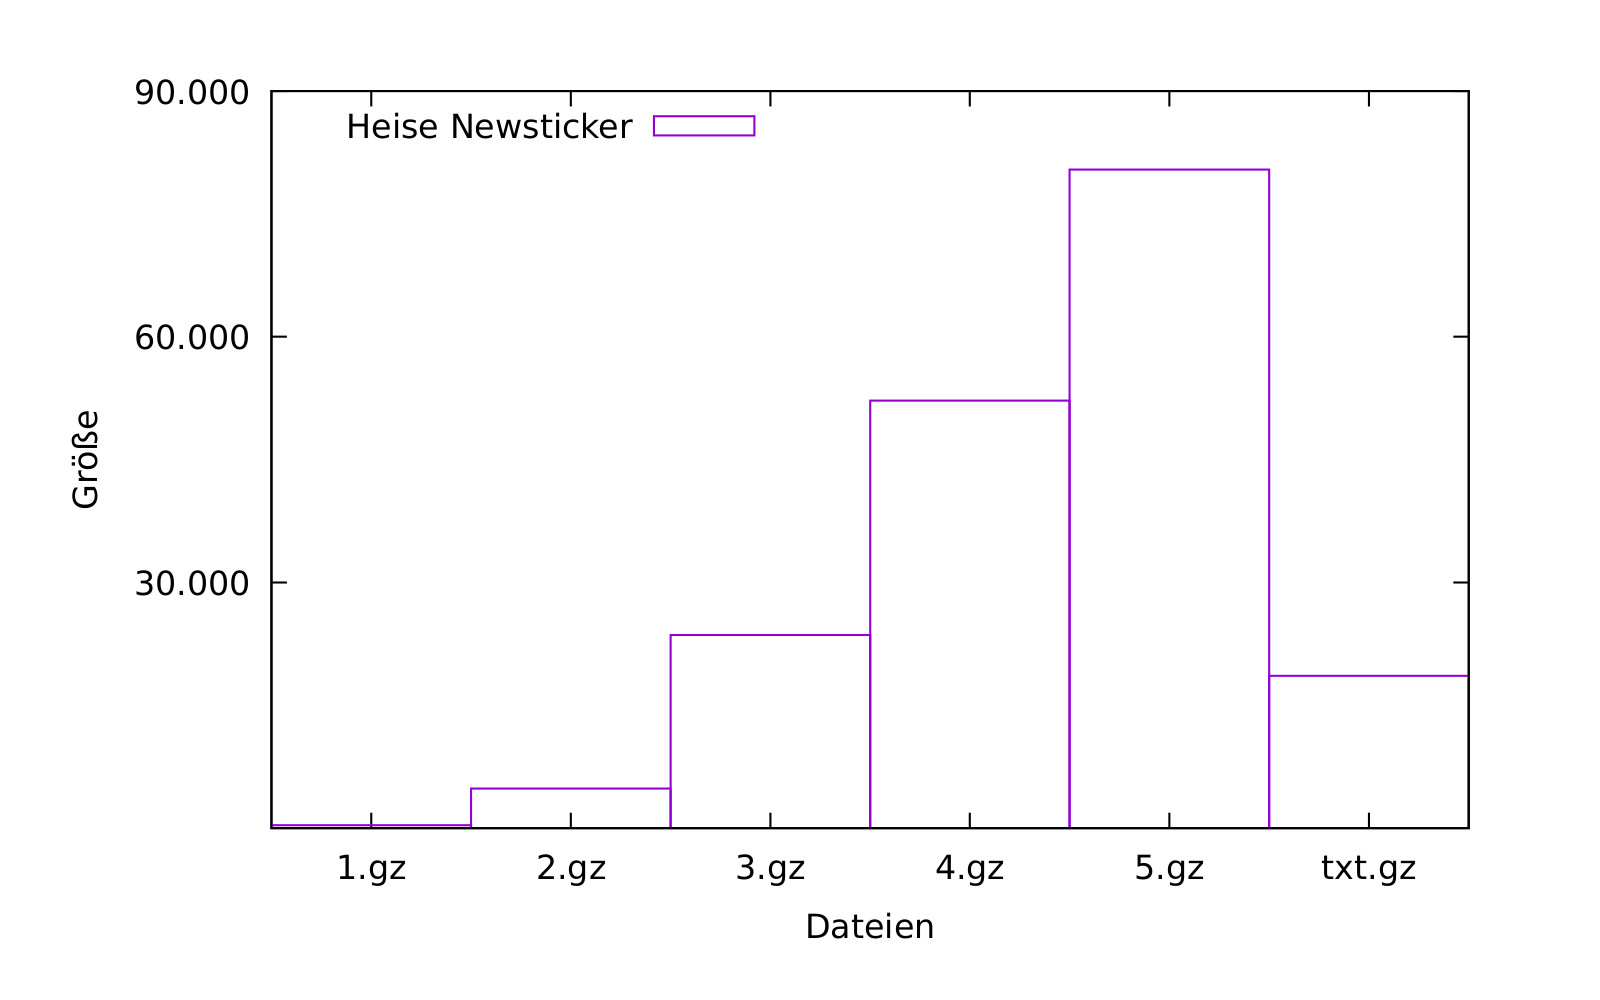 90.000
Heise Newsticker
60.000
Größe
30.000
1.gz 2.gz 3.gz 4.gz 5.gz txt.gz
Dateien